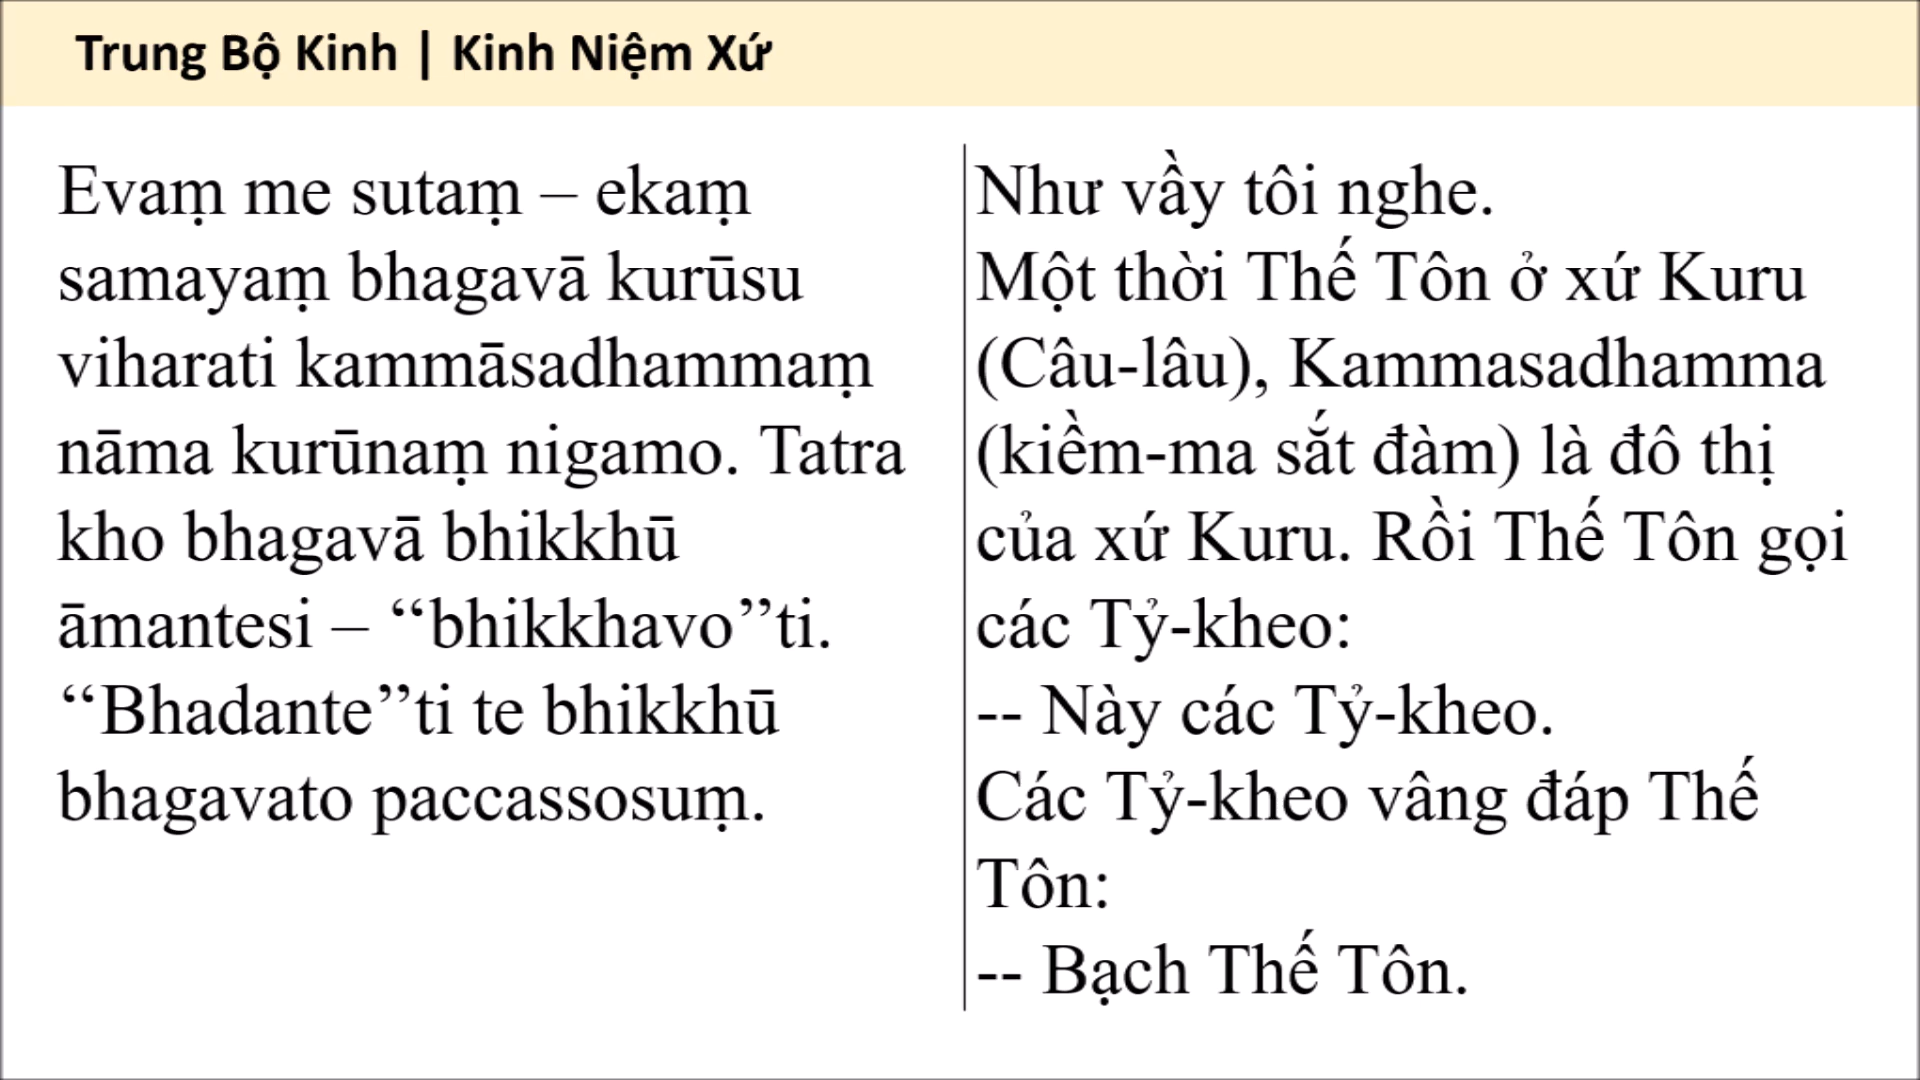 Trung Bộ Kinh | Kinh Niệm Xứ
Evaṃ me sutaṃ – ekaṃ
samayaṃ bhagavā kurūsu
viharati kammāsadhammaṃ
nāma kurūnaṃ nigamo. Tatra
kho bhagavā bhikkhū
āmantesi – ‘‘bhikkhavo’’ti.
‘‘Bhadante’’ti te bhikkhū
bhagavato paccassosuṃ.
Như vầy tôi nghe.
Một thời Thế Tôn ở xứ Kuru
(Câu-lâu), Kammasadhamma
(kiềm-ma sắt đàm) là đô thị
của xứ Kuru. Rồi Thế Tôn gọi
các Tỷ-kheo:
-- Này các Tỷ-kheo.
Các Tỷ-kheo vâng đáp Thế
Tôn:
-- Bạch Thế Tôn.